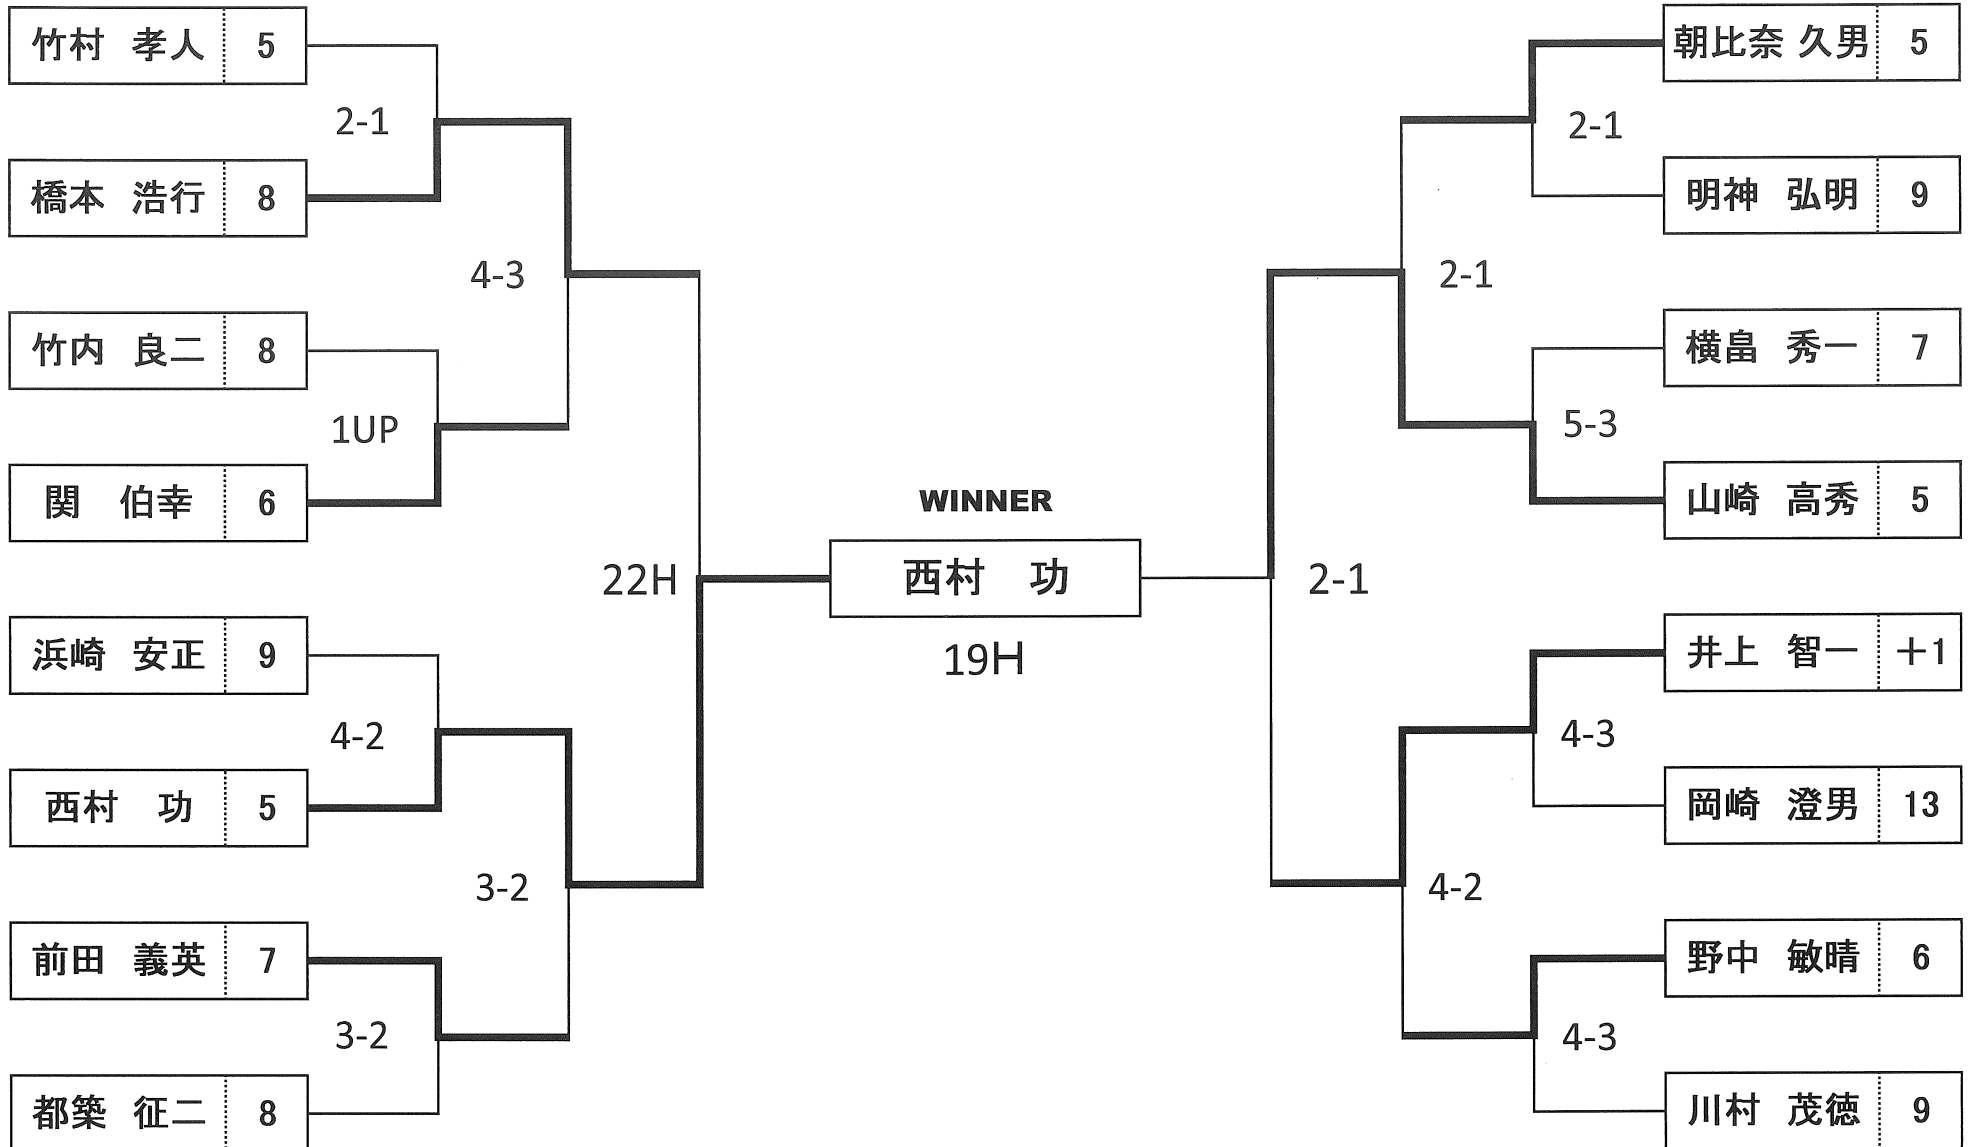 竹村 孝人 5
2-1
橋本 浩行 8
4-3
竹内 良二 8
1UP
関 伯幸 6
22H
浜崎 安正 9
4-2
西村 功 5
3-2
前田 義英 7
3-2
都築 征二 8
WINNER
西村 功
19H
朝比奈 久男 5
2-1
明神 弘明 9
2-1
横畠 秀一 7
5-3
山崎 高秀 5
2-1
井上 智一 +1
4-3
岡崎 澄男 13
4-2
野中 敏晴 6
4-3
川村 茂徳 9